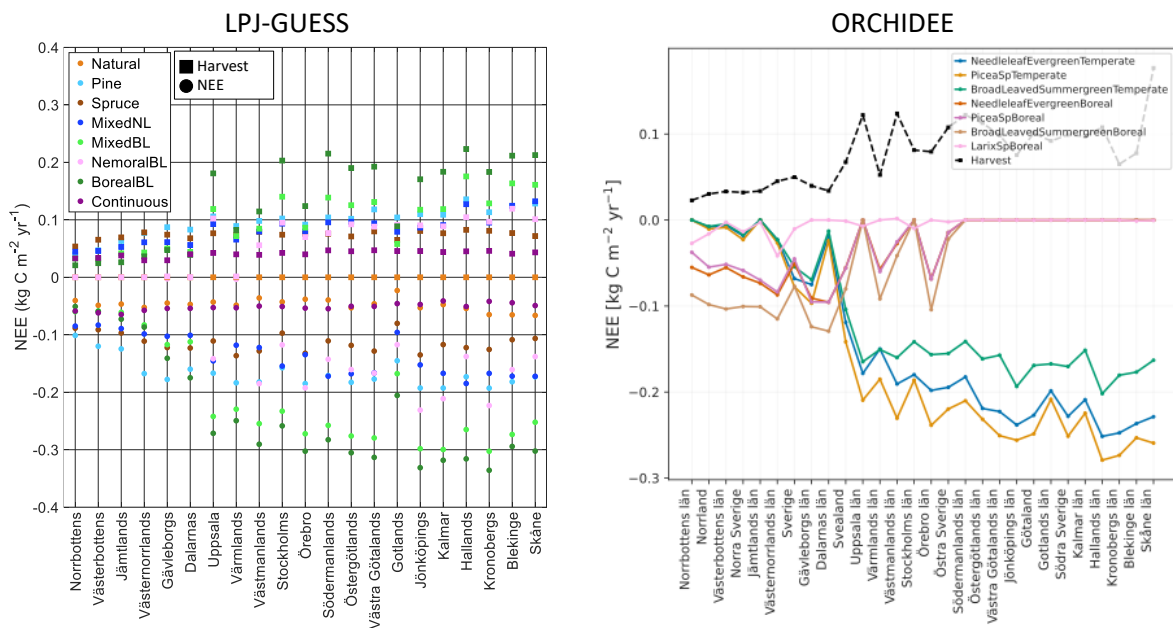 LPJ-GUESS
NEE (kg C m⁻² yr⁻¹)
0.4
0.3
0.2
0.1
0
-0.1
-0.2
-0.3
-0.4
Natural
Pine
Spruce
MixedNL
MixedBL
NemoralBL
BorealBL
Continuous
Harvest
NEE
Norrbottens
Västerbottens
Jämtlands
Västernorrlands
Gävleborgs
Dalarnas
Uppsala
Värmlands
Västmanlands
Stockholms
Örebro
Södermanlands
Östergötlands
Västra Götalands
Gotlands
Jönköpings
Kalmar
Hallands
Kronobergs
Blekinge
Skåne
ORCHIDEE
NEE [kg C m⁻² yr⁻¹]
0.1
0.0
−0.1
−0.2
−0.3
NeedleleafEvergreenTemperate
PiceaSpTemperate
BroadLeavedSummergreenTemperate
NeedleleafEvergreenBoreal
PiceaSpBoreal
BroadLeavedSummergreenBoreal
LarixSpBoreal
Harvest
Norrbottens län
Norrland
Västerbottens län
Norra Sverige
Jämtlands län
Västernorrlands län
Sverige
Gävleborgs län
Dalarnas län
Svealand
Uppsala län
Värmlands län
Västmanlands län
Stockholms län
Örebro län
Östra Sverige
Södermanlands län
Östergötlands län
Västra Götalands län
Jönköpings län
Götaland
Gotlands län
Södra Sverige
Kalmar län
Hallands län
Kronobergs län
Blekinge län
Skåne län